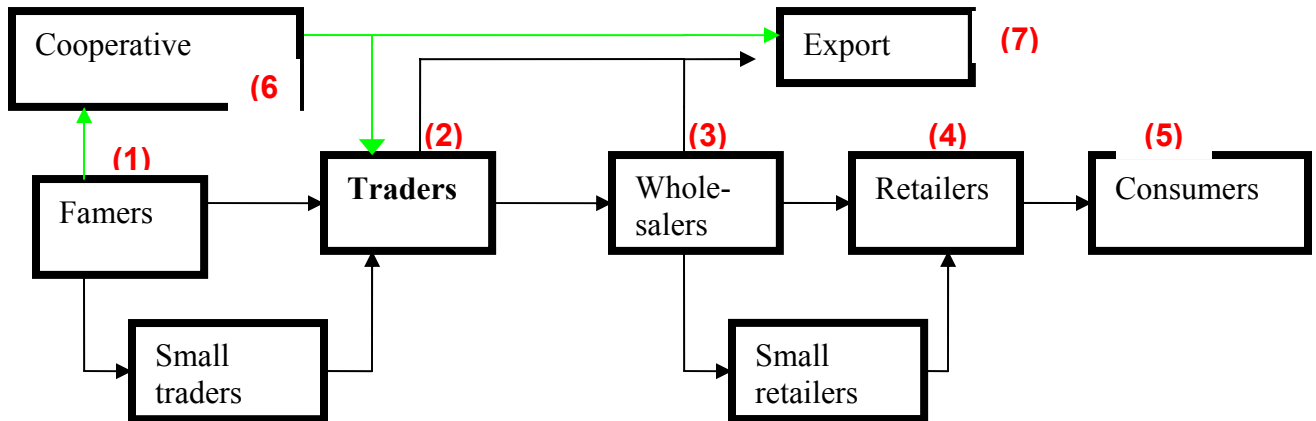 Cooperative
(6
Export
(7)
(1)
Famers
(2)
Traders
(3)
Whole-
salers
(4)
Retailers
(5)
Consumers
Small
traders
Small
retailers